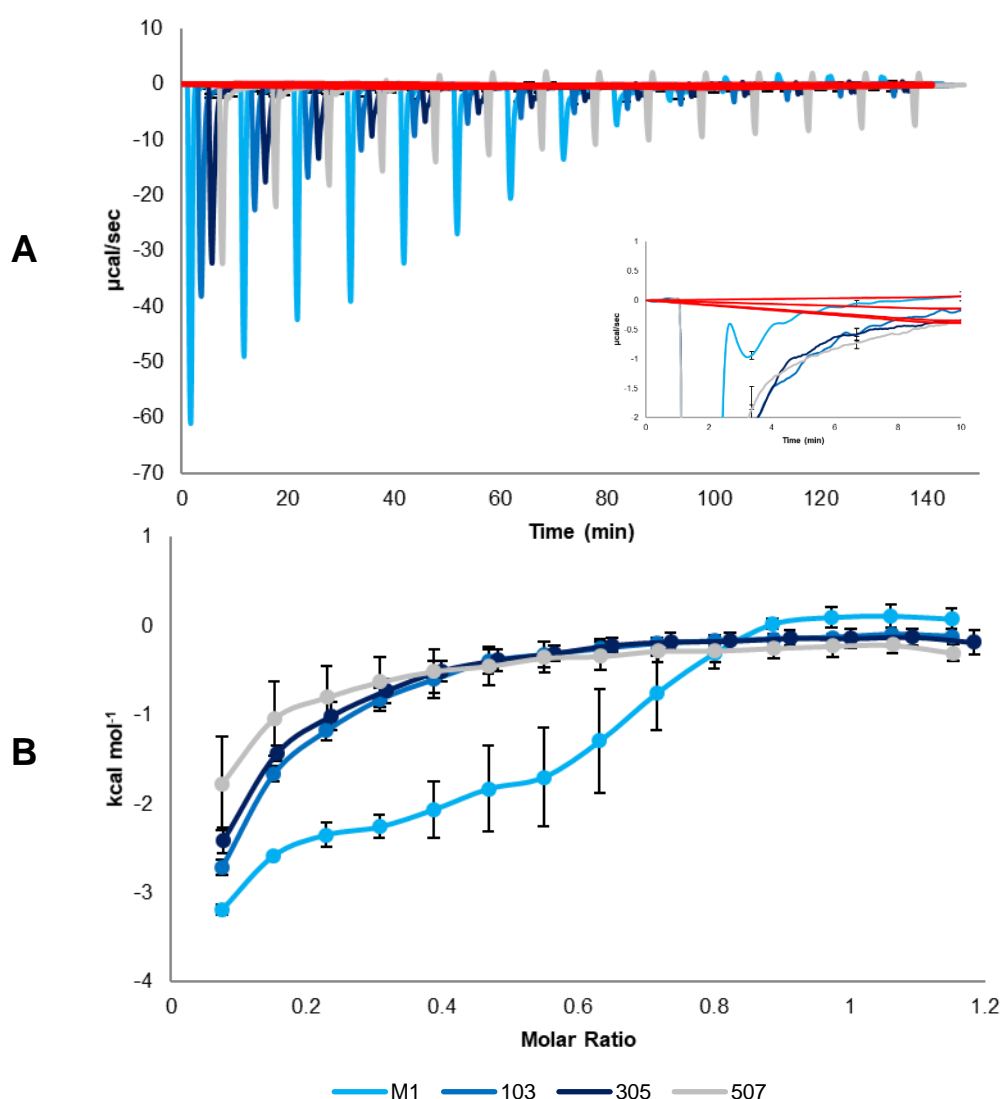 A
10
0
-10
-20
-30
-40
-50
-60
-70
µcal/sec
0 20 40 60 80 100 120 140
Time (min)
1
0.5
0
-0.5
-1
-1.5
-2
µcal/sec
0 2 4 6 8 10
Time (min)
B
1
0
-1
-2
-3
-4
kcal mol-1
0 0.2 0.4 0.6 0.8 1 1.2
Molar Ratio
M1 103 305 507